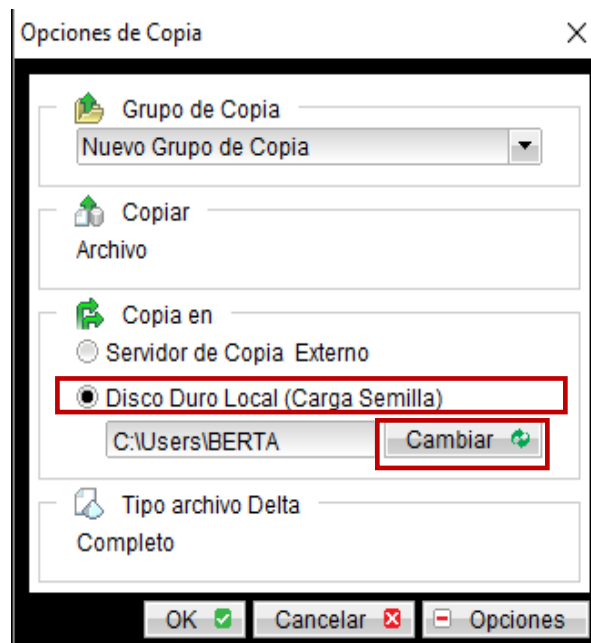 Opciones de Copia
Grupo de Copia
Nuevo Grupo de Copia
Copiar
Archivo
Copia en
Servidor de Copia Externo
Disco Duro Local (Carga Semilla)
C:\Users\BERTA Cambiar
Tipo archivo Delta
Completo
OK Cancelar Opciones